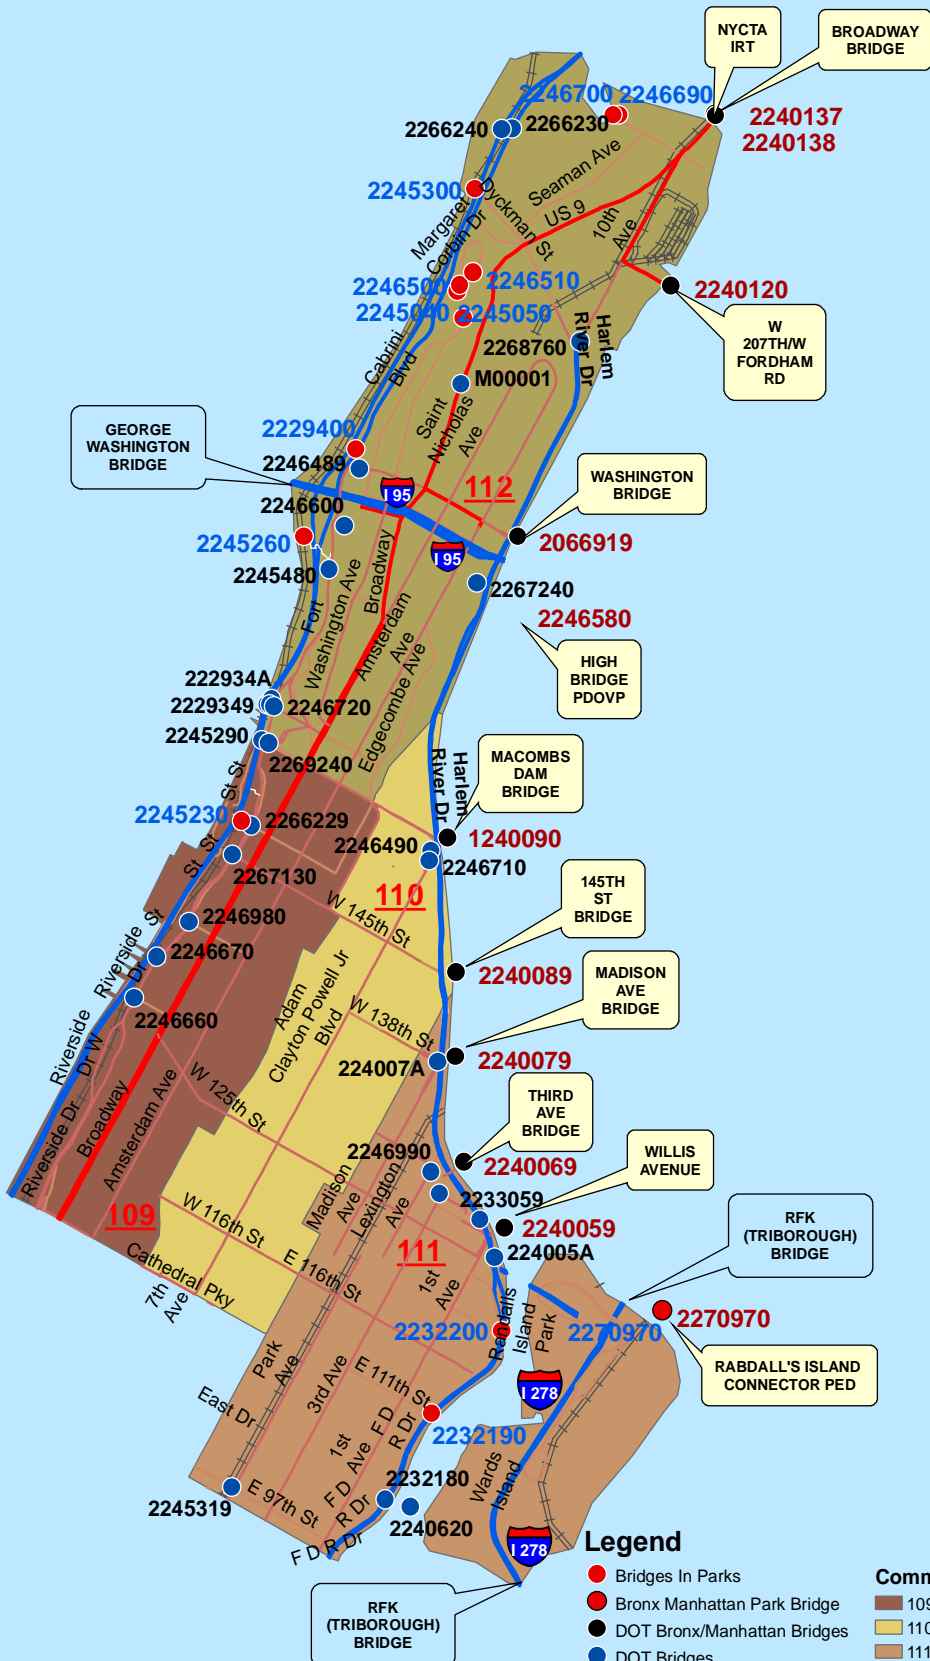 NYCTA
IRT
BROADWAY
BRIDGE
2246700
2246690
2240137
2240138
2266240
2266230
Seaman Ave
2245300
Dyckman St
US 9
Margaret
Corbin Dr
10th
Ave
2246500
2246510
2240120
2245040
2245050
W
207TH/W
FORDHAM
RD
Harlem
River Dr
2268760
Cabrini
Blvd
M00001
Saint
Nicholas
Ave
2229400
GEORGE
WASHINGTON
BRIDGE
2246489
I 95
112
WASHINGTON
BRIDGE
2246600
2245260
2066919
I 95
2245480
2267240
Fort
Washington Ave
Broadway
Amsterdam
Ave
Edgecombe Ave
2246580
HIGH
BRIDGE
PDOVP
222934A
2229349
2246720
2245290
2269240
Harlem
River Dr
MACOMBS
DAM
BRIDGE
St St
2245230
2266229
1240090
2246490
2246710
St St
2267130
110
145TH
ST
BRIDGE
W 145th St
2246980
Riverside St
Riverside Dr
2246670
2240089
MADISON
AVE
BRIDGE
Adam
Clayton Powell Jr
Blvd
2246660
W 138th St
2240079
224007A
Riverside
Dr W
W 125th St
THIRD
AVE
BRIDGE
Riverside Dr
Broadway
Amsterdam Ave
2246990
2240069
WILLIS
AVENUE
Madison
Ave
Lexington
Ave
2233059
2240059
109
W 116th St
111
224005A
RFK
(TRIBOROUGH)
BRIDGE
Cathedral Pky
7th
Ave
E 116th St
1st
Ave
Randalls
Island
Park
2232200
2270970
2270970
RABDALL'S ISLAND
CONNECTOR PED
Park
Ave
3rd Ave
E 111th St
I 278
East Dr
F D
R Dr
2232190
1st
Ave
Wards
Island
2232180
2245319
E 97th St
F D
R Dr
2240620
F D R Dr
I 278
RFK
(TRIBOROUGH)
BRIDGE
Legend
Bridges In Parks
Bronx Manhattan Park Bridge
DOT Bronx/Manhattan Bridges
DOT Bridges
Comm
109
110
111